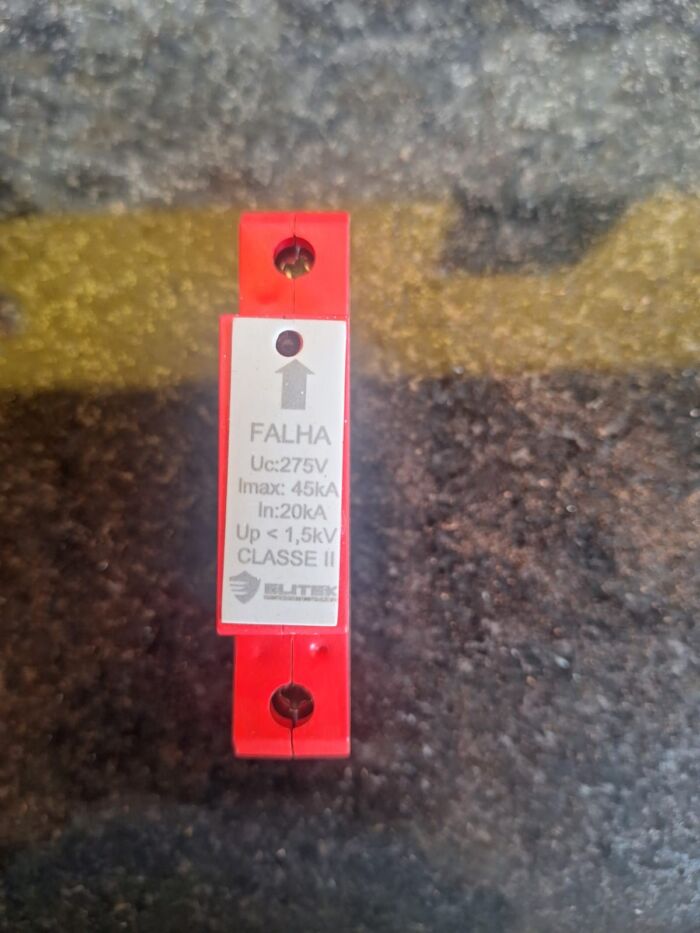 FALHA
Uc:275V
Imax: 45kA
In:20kA
Up < 1,5kV
CLASSE II
ELITEK